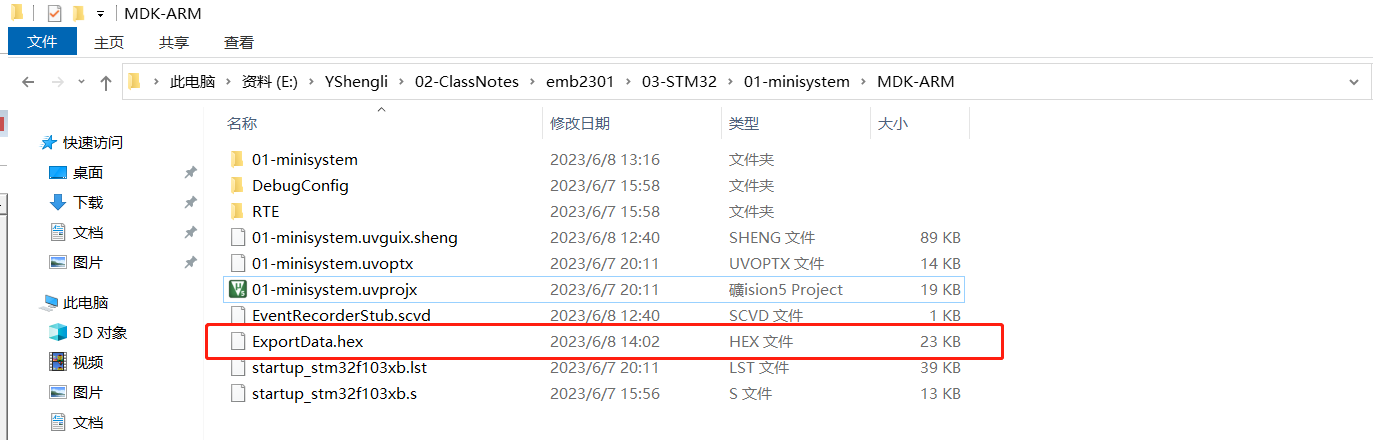 MDK-ARM
文件 主页 共享 查看
此电脑 资料 (E:) YShengli 02-ClassNotes emb2301 03-STM32 01-minisystem MDK-ARM
名称 修改日期 类型 大小
快速访问
桌面
下载
文档
图片
此电脑
3D 对象
视频
图片
文档
01-minisystem 2023/6/8 13:16 文件夹
DebugConfig 2023/6/7 15:58 文件夹
RTE 2023/6/7 15:58 文件夹
01-minisystem.uvguix.sheng 2023/6/8 12:40 SHENG 文件 89 KB
01-minisystem.uvoptx 2023/6/7 20:11 UVOPTX 文件 14 KB
01-minisystem.uvprojx 2023/6/7 20:11 礦ision5 Project 19 KB
EventRecorderStub.scvd 2023/6/8 12:40 SCVD 文件 1 KB
ExportData.hex 2023/6/8 14:02 HEX 文件 23 KB
startup_stm32f103xb.lst 2023/6/7 20:11 LST 文件 39 KB
startup_stm32f103xb.s 2023/6/7 15:56 S 文件 13 KB